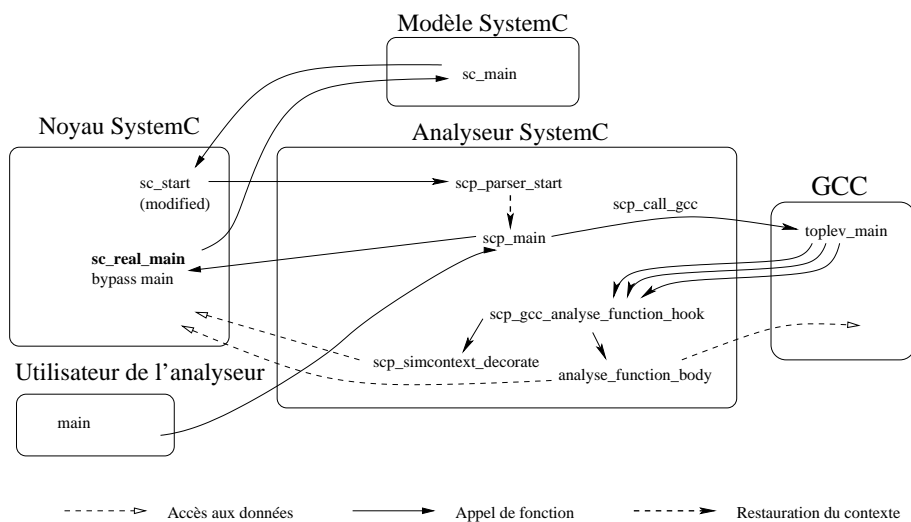 Modèle SystemC
sc_main
Noyau SystemC
Analyseur SystemC
sc_start
(modified)
scp_parser_start
scp_call_gcc
GCC
scp_main
toplev_main
sc_real_main
bypass main
scp_gcc_analyse_function_hook
scp_simcontext_decorate
analyse_function_body
Utilisateur de l'analyseur
main
Accès aux données
Appel de fonction
Restauration du contexte